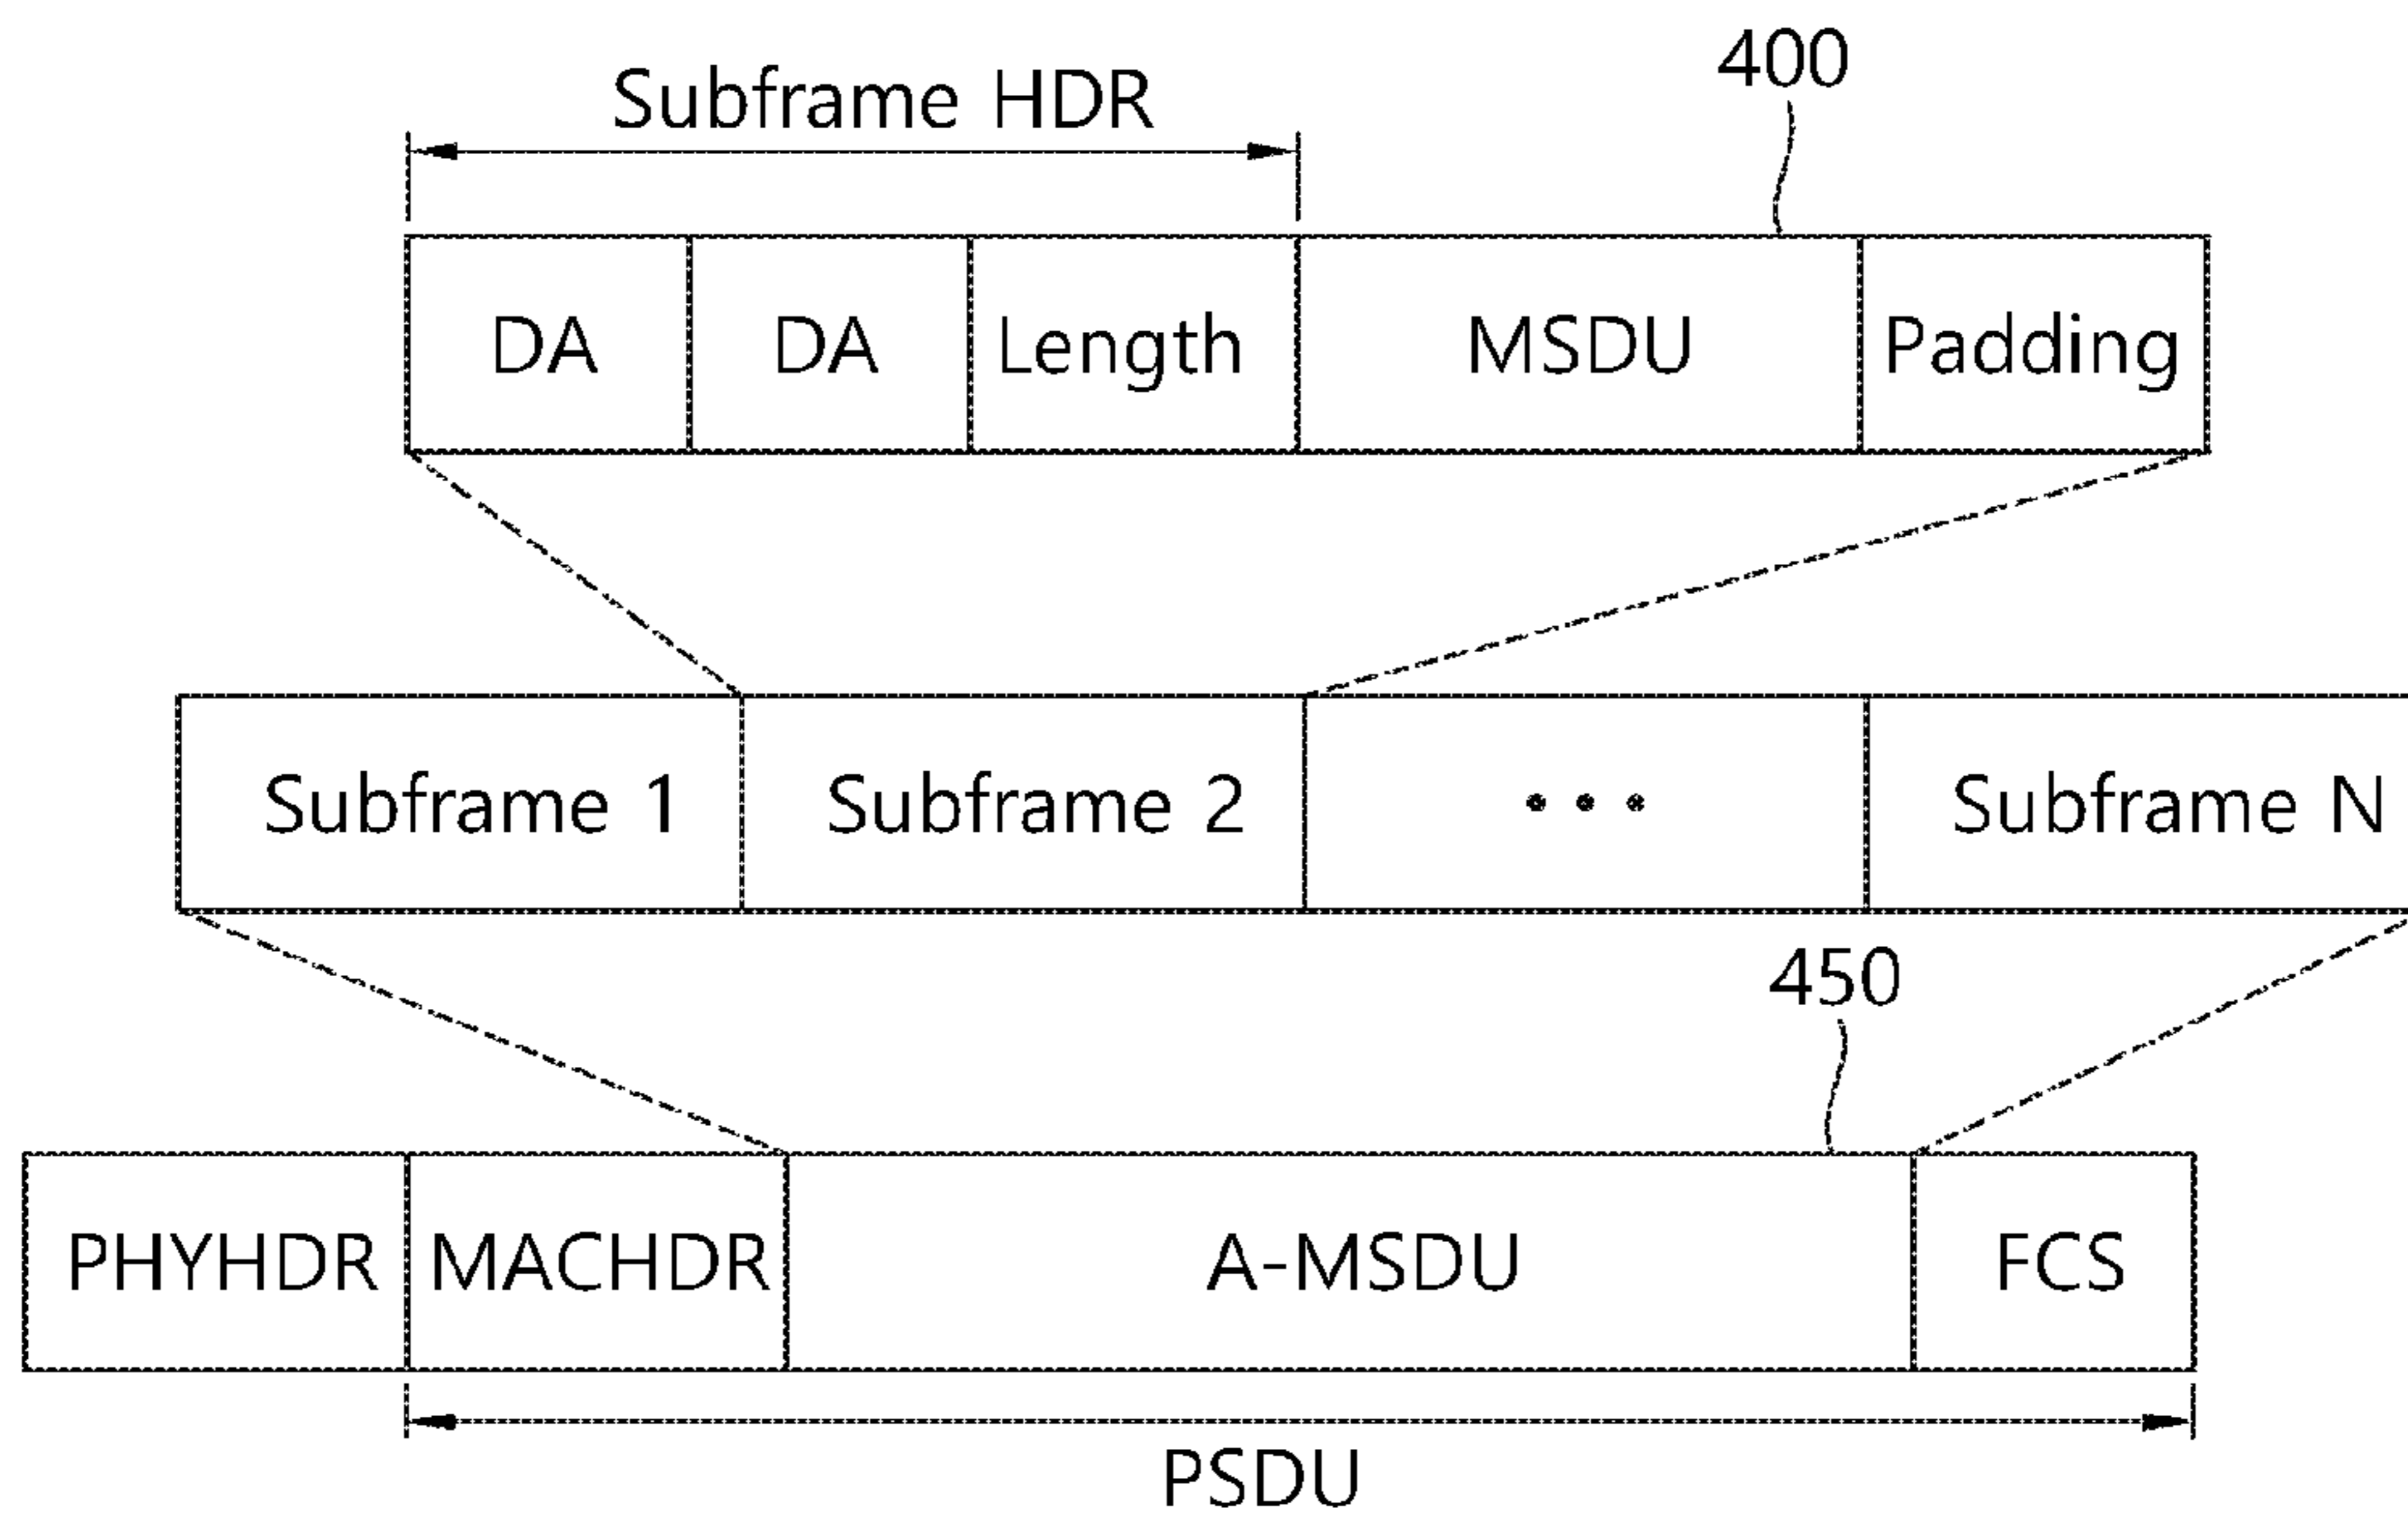 400
Subframe HDR
DA DA Length MSDU Padding
Subframe 1 Subframe 2 ••• Subframe N
450
PHYHDR MACHDR A-MSDU FCS
PSDU